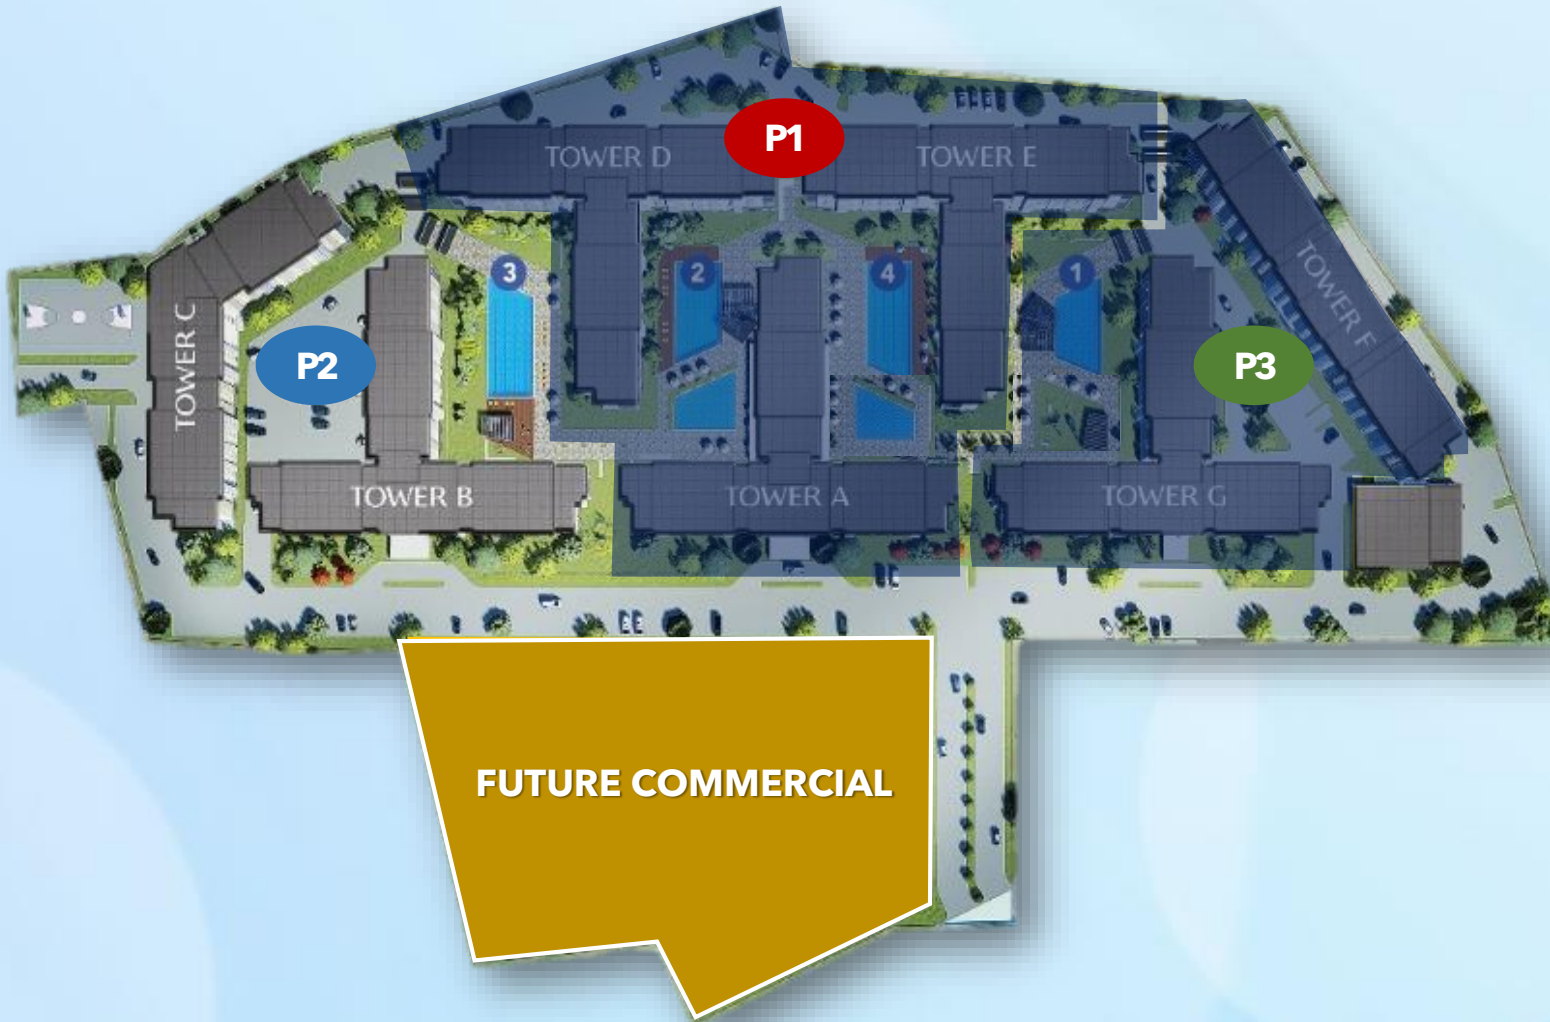 P1
TOWER D
TOWER E
TOWER C
TOWER F
3
2
4
1
P2
P3
TOWER B
TOWER A
TOWER G
FUTURE COMMERCIAL